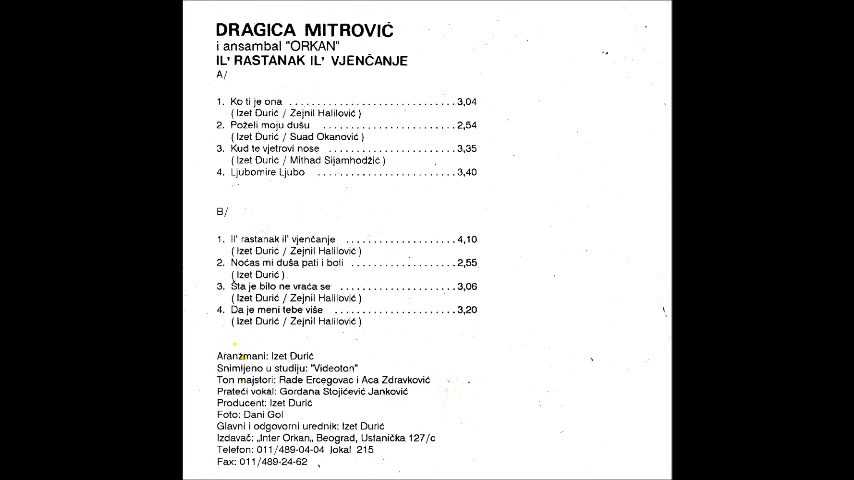 DRAGICA MITROVIĆ
i ansambal "ORKAN"
IL' RASTANAK IL' VJENČANJE
A/
1. Ko ti je ona ............................ 3,04
( Izet Đurić / Zejnil Halilović )
2. Poželi moju dušu ...................... 2,54
( Izet Đurić / Suad Okanović )
3. Kud te vjetrovi nose ..................... 3,35
( Izet Đurić / Mithad Sijamhodžić )
4. Ljubomire Ljubo ....................... 3,40
B/
1. Il' rastanak il' vjenčanje ................... 4,10
( Izet Đurić / Zejnil Halilović )
2. Noćas mi duša pati i boli .................. 2,55
( Izet Đurić )
3. Šta je bilo ne vraća se .................... 3,06
( Izet Đurić / Zejnil Halilović )
4. Da je meni tebe više ..................... 3,20
( Izet Đurić / Zejnil Halilović )
Aranžmani: Izet Đurić
Snimljeno u studiju: "Videoton"
Ton majstori: Rade Ercegovac i Aca Zdravković
Prateći vokal: Gordana Stojićević Janković
Producent: Izet Đurić
Foto: Dani Gol
Glavni i odgovorni urednik: Izet Đurić
Izdavač: „Inter Orkan„ Beograd, Ustanička 127/c
Telefon: 011/489-04-04 lokal 215
Fax: 011/489-24-62